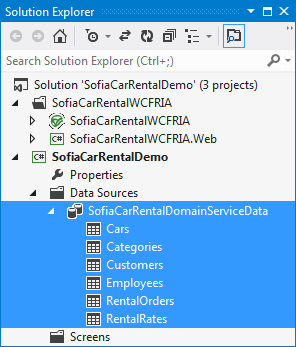 Solution Explorer
Search Solution Explorer (Ctrl+;)
Solution 'SofiaCarRentalDemo' (3 projects)
SofiaCarRentalWCFRIA
SofiaCarRentalWCFRIA
C# SofiaCarRentalWCFRIA.Web
C# SofiaCarRentalDemo
Properties
Data Sources
SofiaCarRentalDomainServiceData
Cars
Categories
Customers
Employees
RentalOrders
RentalRates
Screens